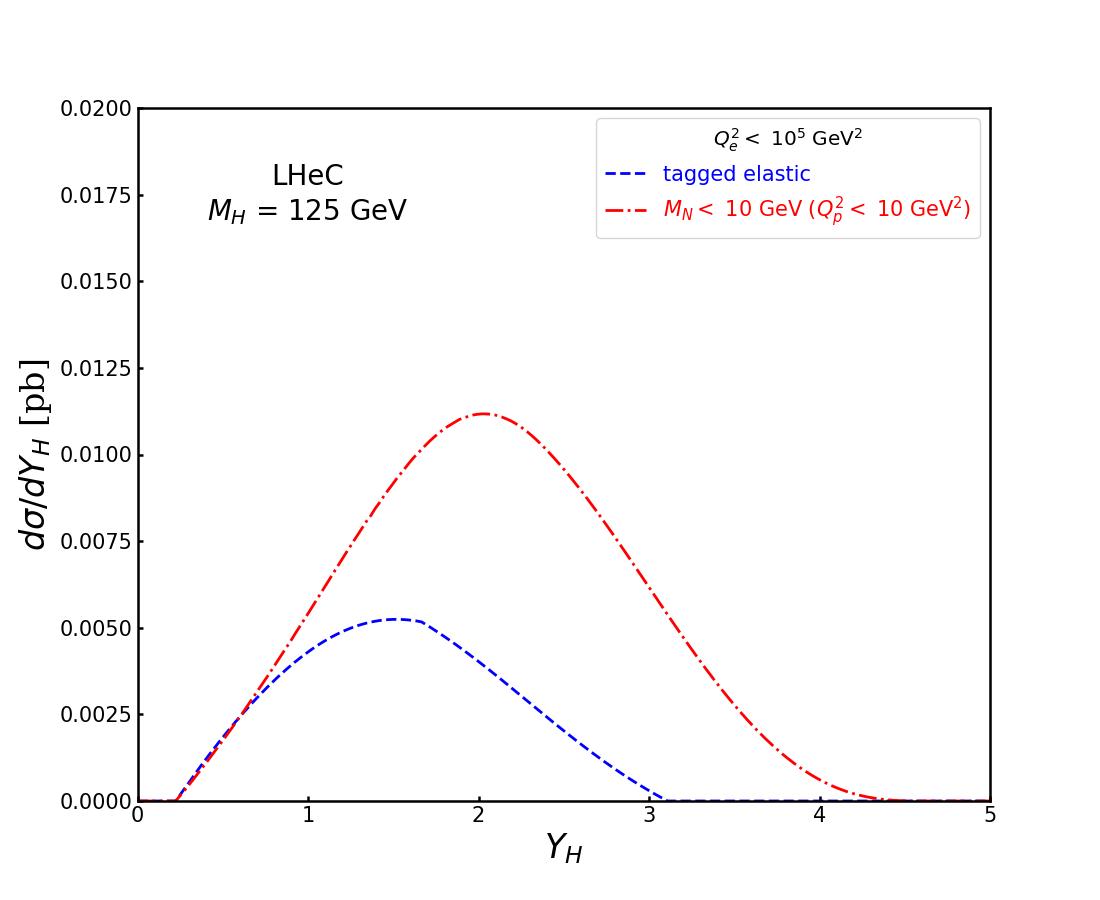 0.0200
0.0175
0.0150
0.0125
0.0100
0.0075
0.0050
0.0025
0.0000
dσ/dY_H [pb]
LHeC
M_H = 125 GeV
Q_e^2 < 10^5 GeV^2
tagged elastic
M_N < 10 GeV (Q_p^2 < 10 GeV^2)
0 1 2 3 4 5
Y_H